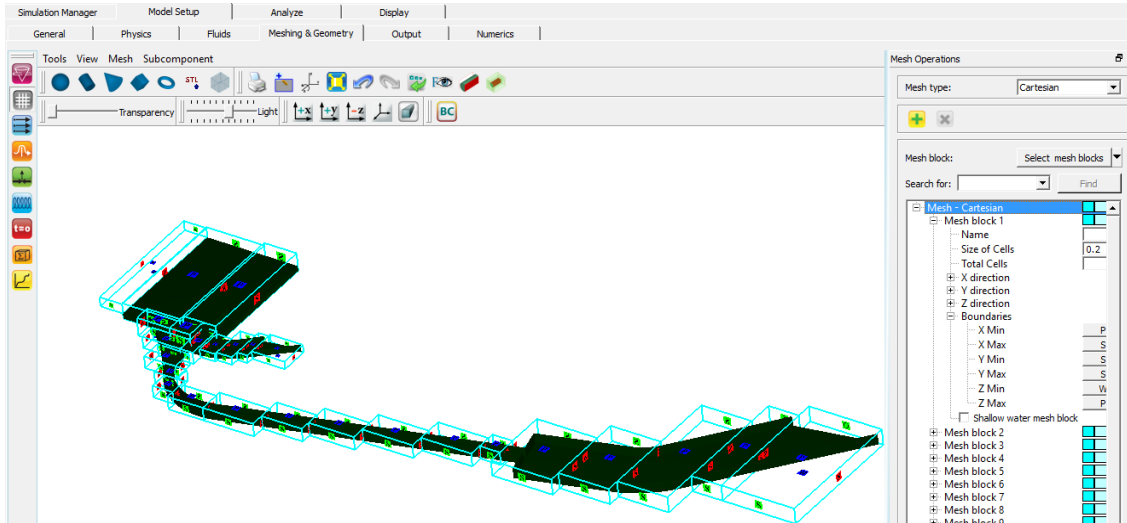 Simulation Manager Model Setup Analyze Display
General Physics Fluids Meshing & Geometry Output Numerics
Tools View Mesh Subcomponent
STL
Transparency Light +x +y -z BC
t=0
Mesh Operations
Mesh type: Cartesian
Mesh block: Select mesh blocks
Search for: Find
Mesh - Cartesian
Mesh block 1
Name
Size of Cells 0.2
Total Cells
X direction
Y direction
Z direction
Boundaries
X Min P
X Max S
Y Min S
Y Max S
Z Min W
Z Max P
Shallow water mesh block
Mesh block 2
Mesh block 3
Mesh block 4
Mesh block 5
Mesh block 6
Mesh block 7
Mesh block 8
Mesh block 9